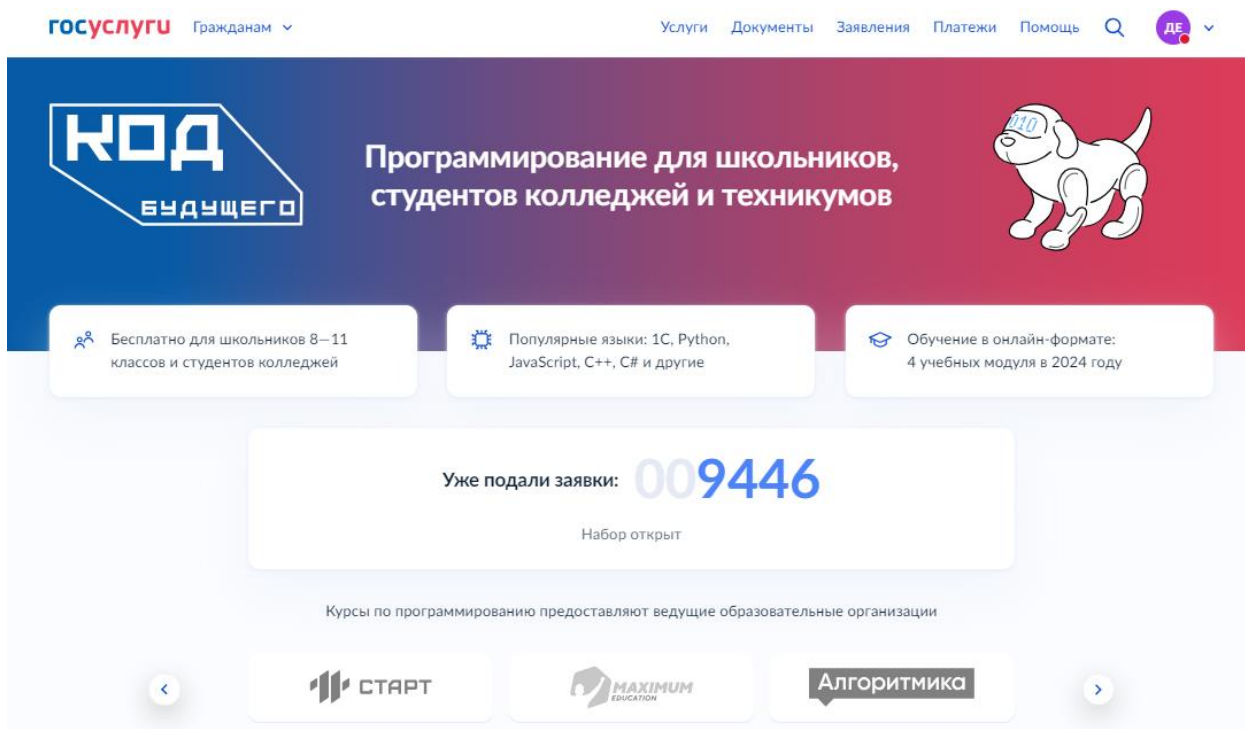 госуслуги Гражданам Услуги Документы Заявления Платежи Помощь ДЕ
КОД
БУДУЩЕГО
Программирование для школьников,
студентов колледжей и техникумов
010
Бесплатно для школьников 8—11
классов и студентов колледжей
Популярные языки: 1С, Python,
JavaScript, C++, C# и другие
Обучение в онлайн-формате:
4 учебных модуля в 2024 году
Уже подали заявки: 009446
Набор открыт
Курсы по программированию предоставляют ведущие образовательные организации
СТАРТ
MAXIMUM
EDUCATION
Алгоритмика